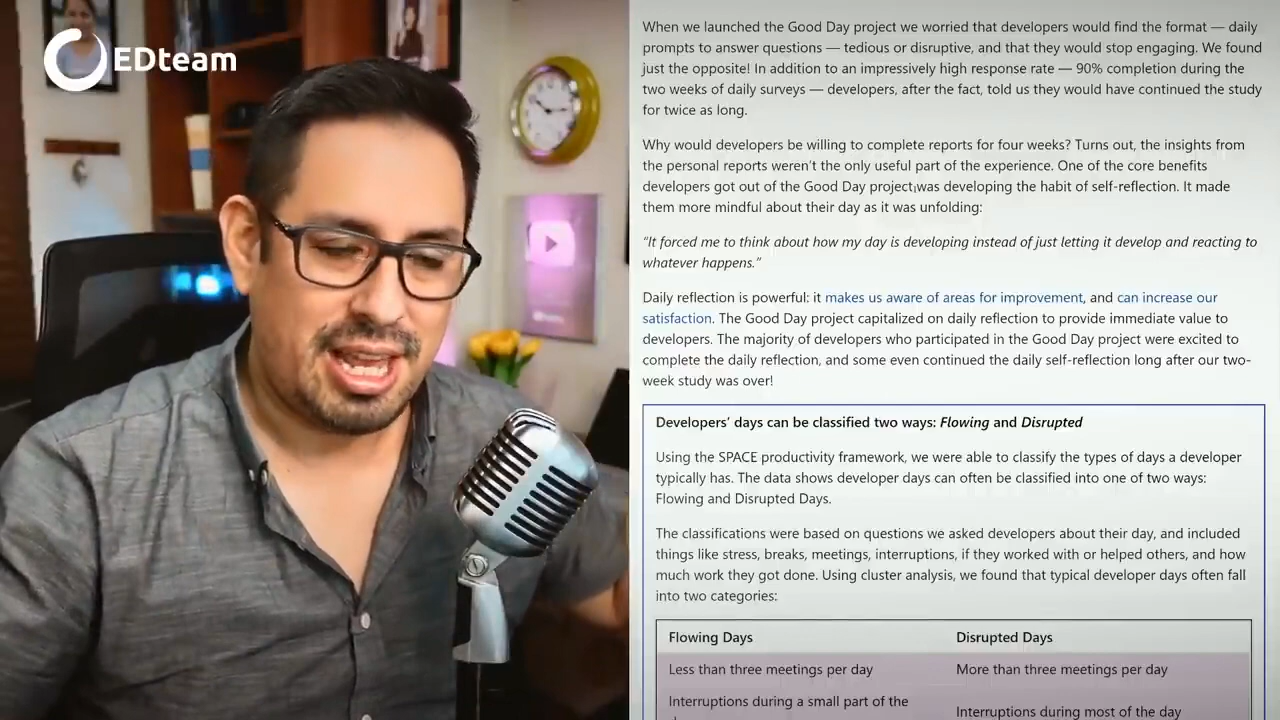 EDteam
When we launched the Good Day project we worried that developers would find the format — daily
prompts to answer questions — tedious and disruptive, and that they would stop engaging. We found
just the opposite! In addition to an impressively high response rate — 90% completion during the
two weeks of daily surveys — developers, after the fact, told us they would have continued the study
for twice as long.
Why would developers be willing to complete reports for four weeks? Turns out, the insights from
the personal reports weren't the only useful part of the experience. One of the core benefits
developers got out of the Good Day project was developing the habit of self-reflection. It made
them more mindful about their day as it was unfolding:
"It forced me to think about how my day is developing instead of just letting it develop and reacting to
whatever happens."
Daily reflection is powerful: it makes us aware of areas for improvement, and can increase our
satisfaction. The Good Day project capitalized on daily reflection to provide immediate value to
developers. The majority of developers who participated in the Good Day project were excited to
complete the daily reflection, and some even continued the daily self-reflection long after our two-
week study was over!
Developers' days can be classified two ways: Flowing and Disrupted
Using the SPACE productivity framework, we were able to classify the types of days a developer
typically has. The data shows developer days can often be classified into one of two ways:
Flowing and Disrupted Days.
The classifications were based on questions we asked developers about their day, and included
things like stress, breaks, meetings, interruptions, if they worked with or helped others, and how
much work they got done. Using cluster analysis, we found that typical developer days often fall
into two categories:
Flowing Days Disrupted Days
Less than three meetings per day More than three meetings per day
Interruptions during a small part of the
Interruptions during most of the day